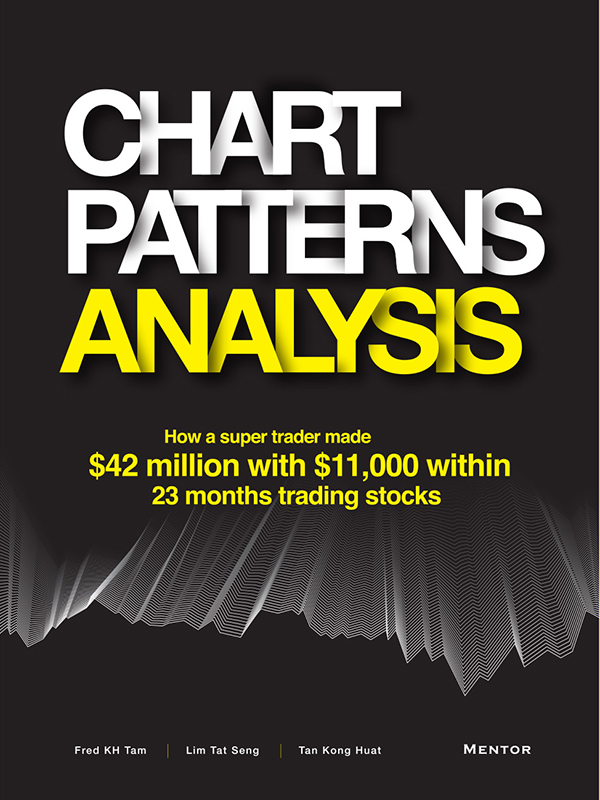 CHART
PATTERNS
ANALYSIS
How a super trader made
$42 million with $11,000 within
23 months trading stocks
Fred KH Tam | Lim Tat Seng | Tan Kong Huat MENTOR